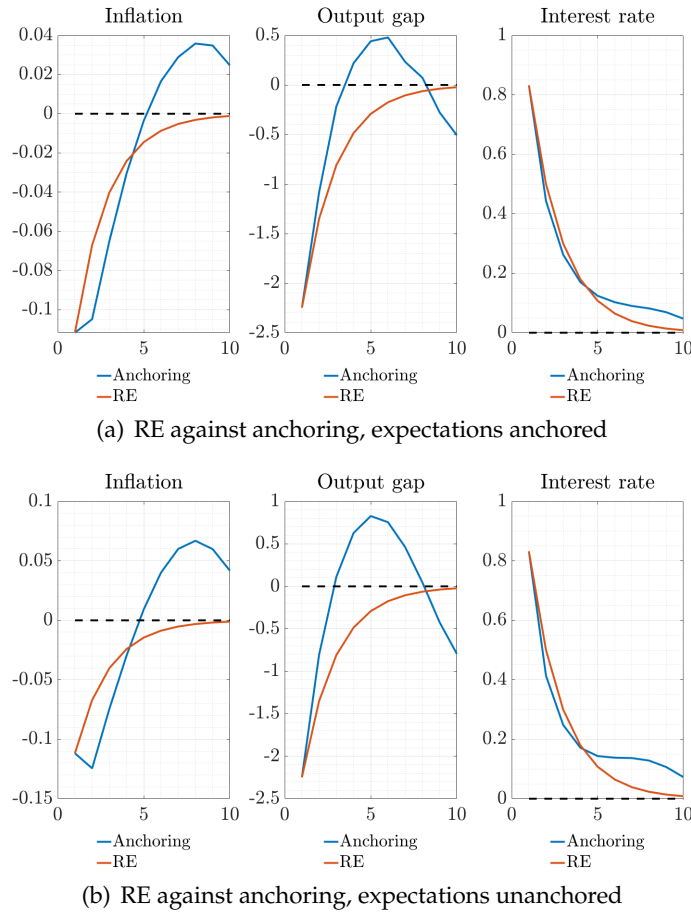 Inflation Output gap Interest rate
0.04 0.5 1
0.02 0 0.8
0 -0.5 0.6
-0.02 -1 0.4
-0.04 -1.5 0.2
-0.06 -2 0
-0.08 -2.5
-0.1
0 5 10 0 5 10 0 5 10
Anchoring Anchoring Anchoring
RE RE RE
(a) RE against anchoring, expectations anchored
Inflation Output gap Interest rate
0.1 1 1
0.05 0.5 0.8
0 0 0.6
-0.05 -0.5 0.4
-0.1 -1 0.2
-0.15 -1.5 0
-2
-2.5
0 5 10 0 5 10 0 5 10
Anchoring Anchoring Anchoring
RE RE RE
(b) RE against anchoring, expectations unanchored